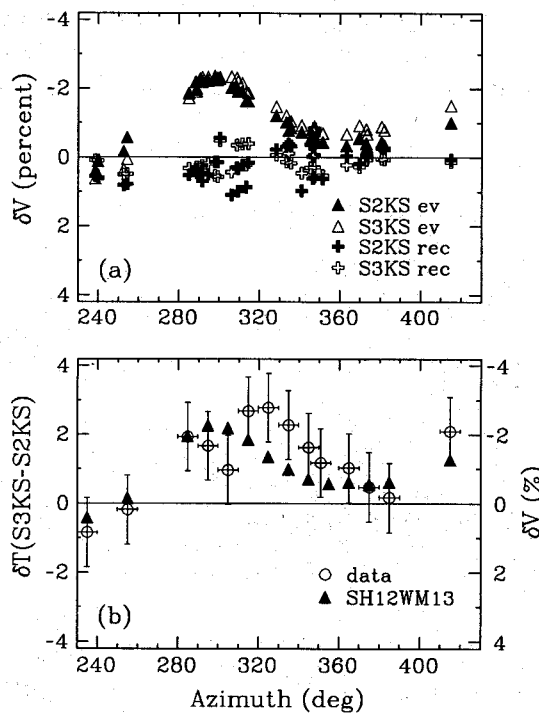 -4
-2
0
2
4
δV (percent)
S2KS ev
S3KS ev
S2KS rec
S3KS rec
(a)
240 280 320 360 400
4
2
0
-2
-4
δT(S3KS-S2KS)
-4
-2
0
2
4
δV (%)
data
SH12WM13
(b)
240 280 320 360 400
Azimuth (deg)